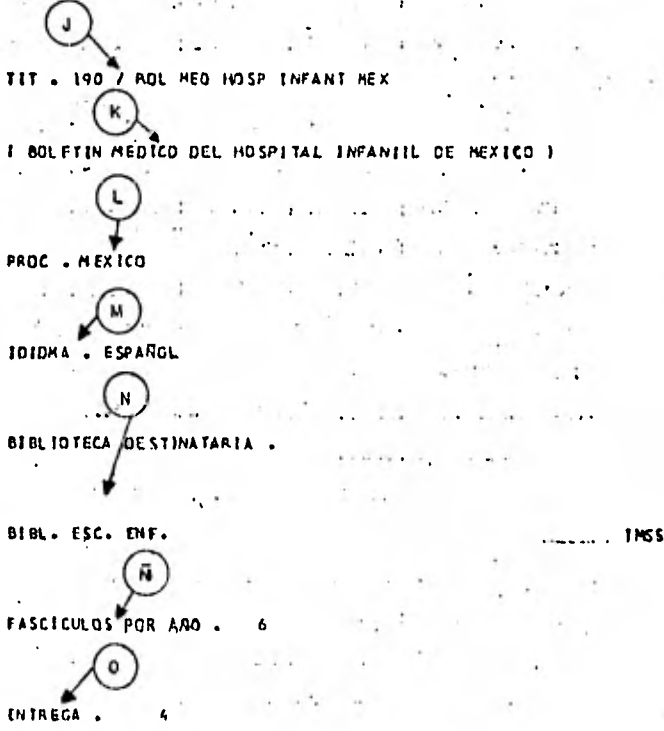 J
TIT . 190 / BOL MED HOSP INFANT MEX
K
( BOLETIN MEDICO DEL HOSPITAL INFANTIL DE MEXICO )
L
PROC . MEXICO
M
IDIOMA . ESPAÑOL
N
BIBLIOTECA DESTINATARIA .
BIBL. ESC. ENF. ........ IMSS
Ñ
FASCICULOS POR AÑO . 6
O
ENTREGA . 4